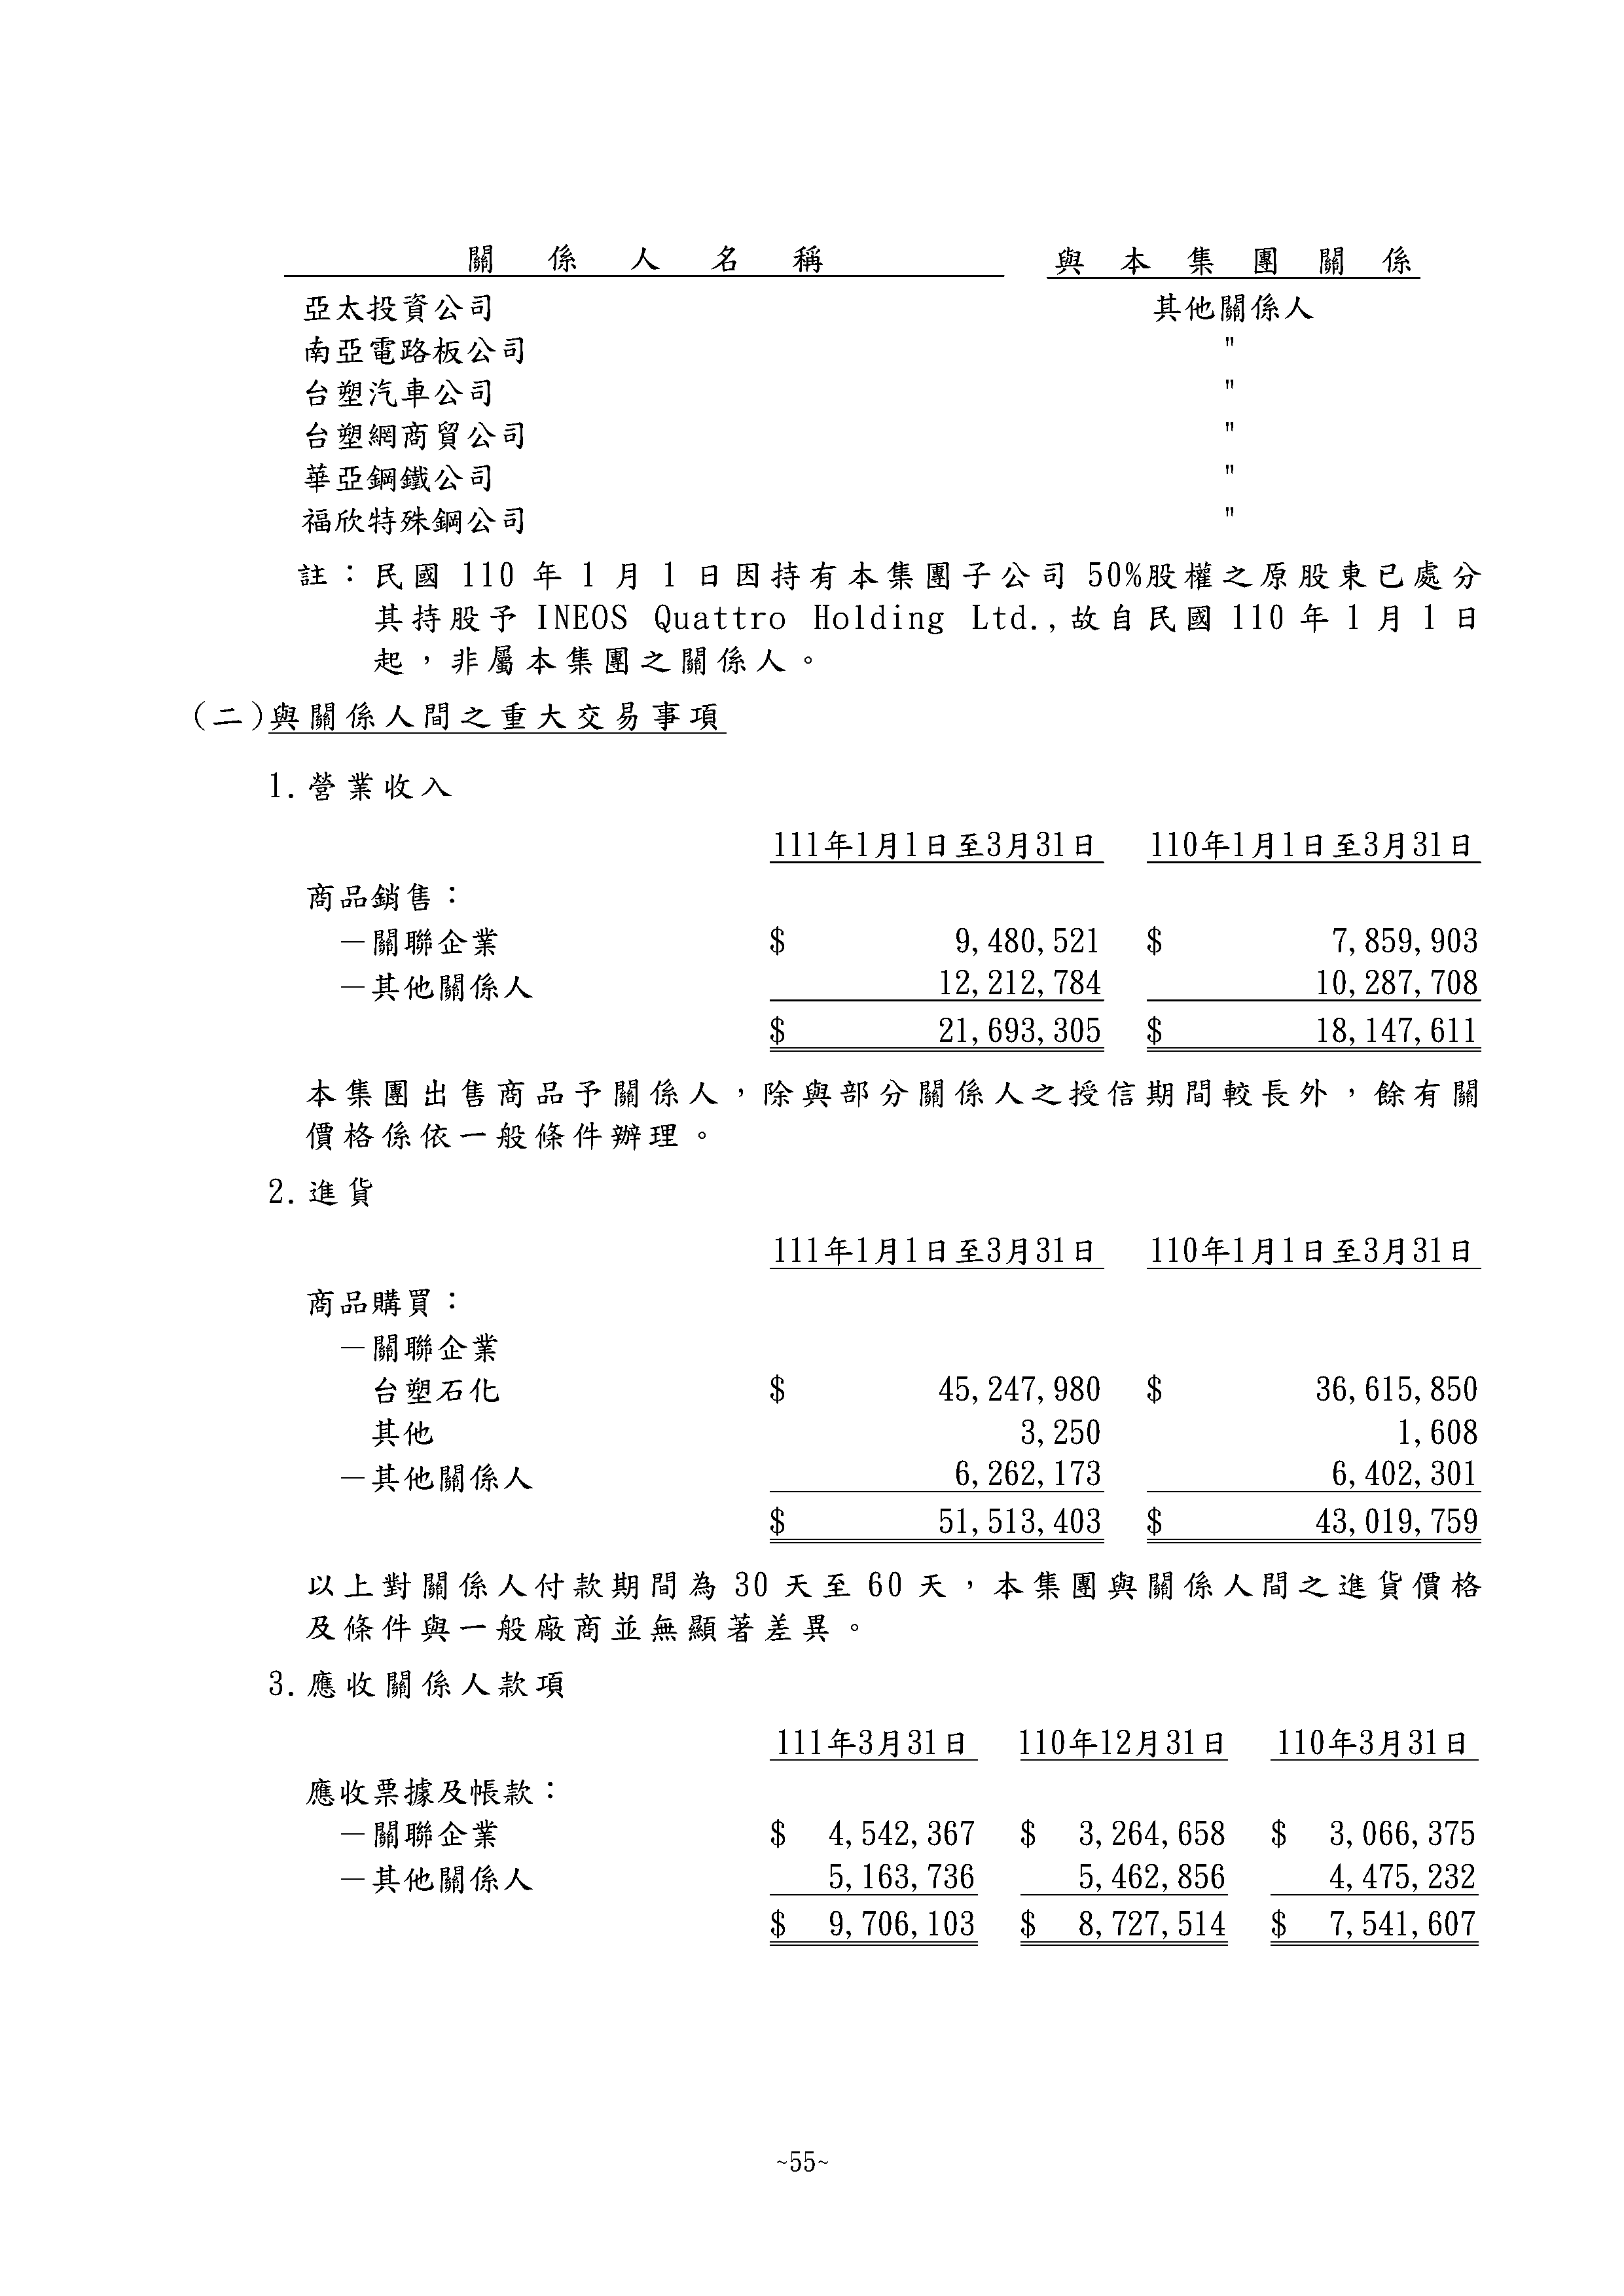 關係人名稱 與本集團關係
亞太投資公司 其他關係人
南亞電路板公司 "
台塑汽車公司 "
台塑網商貿公司 "
華亞鋼鐵公司 "
福欣特殊鋼公司 "
註：民國 110 年 1 月 1 日因持有本集團子公司 50%股權之原股東已處分
其持股予 INEOS Quattro Holding Ltd.,故自民國 110 年 1 月 1 日
起，非屬本集團之關係人。
(二)與關係人間之重大交易事項
1.營業收入
111年1月1日至3月31日 110年1月1日至3月31日
商品銷售：
－關聯企業 $ 9,480,521 $ 7,859,903
－其他關係人 12,212,784 10,287,708
$ 21,693,305 $ 18,147,611
本集團出售商品予關係人，除與部分關係人之授信期間較長外，餘有關
價格係依一般條件辦理。
2.進貨
111年1月1日至3月31日 110年1月1日至3月31日
商品購買：
－關聯企業
台塑石化 $ 45,247,980 $ 36,615,850
其他 3,250 1,608
－其他關係人 6,262,173 6,402,301
$ 51,513,403 $ 43,019,759
以上對關係人付款期間為 30 天至 60 天，本集團與關係人間之進貨價格
及條件與一般廠商並無顯著差異。
3.應收關係人款項
111年3月31日 110年12月31日 110年3月31日
應收票據及帳款：
－關聯企業 $ 4,542,367 $ 3,264,658 $ 3,066,375
－其他關係人 5,163,736 5,462,856 4,475,232
$ 9,706,103 $ 8,727,514 $ 7,541,607
~55~